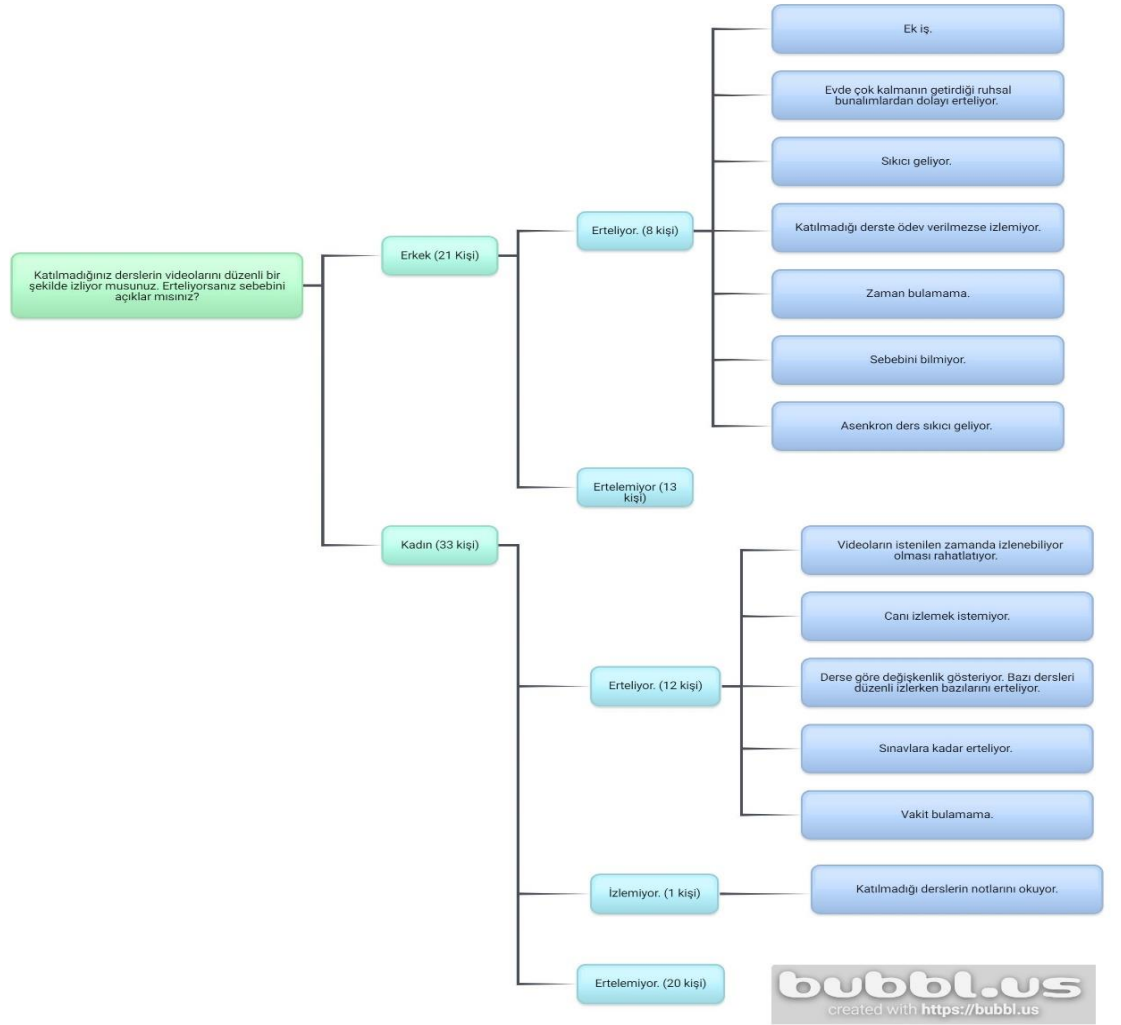 Katılmadığınız derslerin videolarını düzenli bir
şekilde izliyor musunuz. Erteliyorsanız sebebini
açıklar mısınız?
Erkek (21 Kişi)
Erteliyor. (8 kişi)
Ek iş.
Evde çok kalmanın getirdiği ruhsal
bunalımlardan dolayı erteliyor.
Sıkıcı geliyor.
Katılmadığı derste ödev verilmezse izlemiyor.
Zaman bulamama.
Sebebini bilmiyor.
Asenkron ders sıkıcı geliyor.
Ertelemiyor (13
kişi)
Kadın (33 kişi)
Erteliyor. (12 kişi)
Videoların istenilen zamanda izlenebiliyor
olması rahatlatıyor.
Canı izlemek istemiyor.
Derse göre değişkenlik gösteriyor. Bazı dersleri
düzenli izlerken bazılarını erteliyor.
Sınavlara kadar erteliyor.
Vakit bulamama.
İzlemiyor. (1 kişi)
Katılmadığı derslerin notlarını okuyor.
Ertelemiyor. (20 kişi)
bubbl.us
created with https://bubbl.us